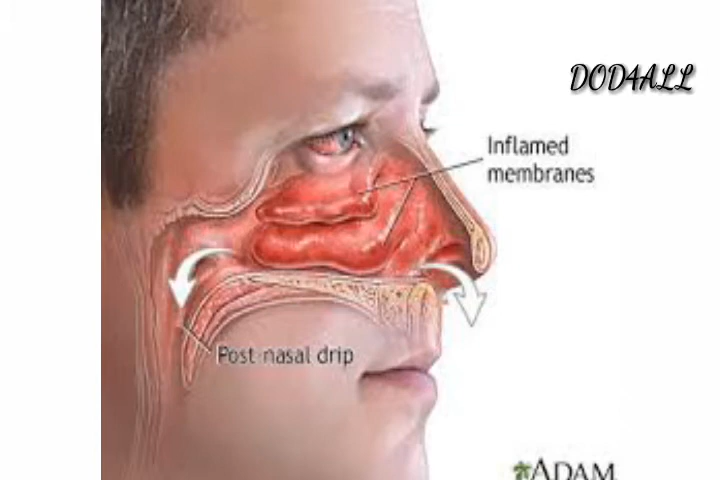 DOD4ALL
Inflamed
membranes
Post nasal drip
ADAM